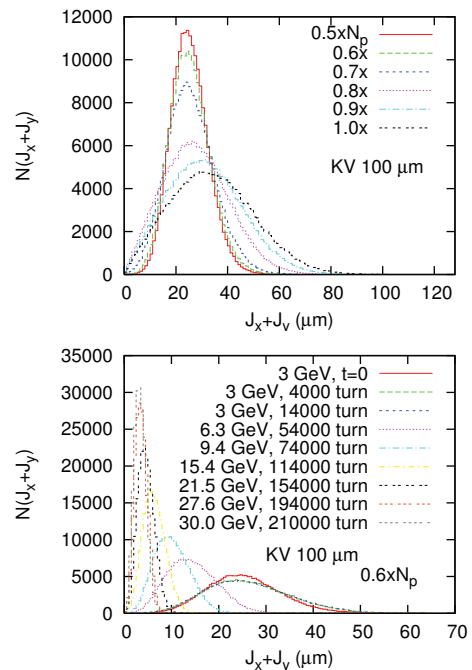 12000
10000
8000
6000
4000
2000
0
N(Jx+Jy)
0.5xNp
0.6x
0.7x
0.8x
0.9x
1.0x
KV 100 μm
0 20 40 60 80 100 120
Jx+Jy (μm)
35000
30000
25000
20000
15000
10000
5000
0
N(Jx+Jy)
3 GeV, t=0
3 GeV, 4000 turn
3 GeV, 14000 turn
6.3 GeV, 54000 turn
9.4 GeV, 74000 turn
15.4 GeV, 114000 turn
21.5 GeV, 154000 turn
27.6 GeV, 194000 turn
30.0 GeV, 210000 turn
KV 100 μm
0.6xNp
0 10 20 30 40 50 60 70
Jx+Jy (μm)